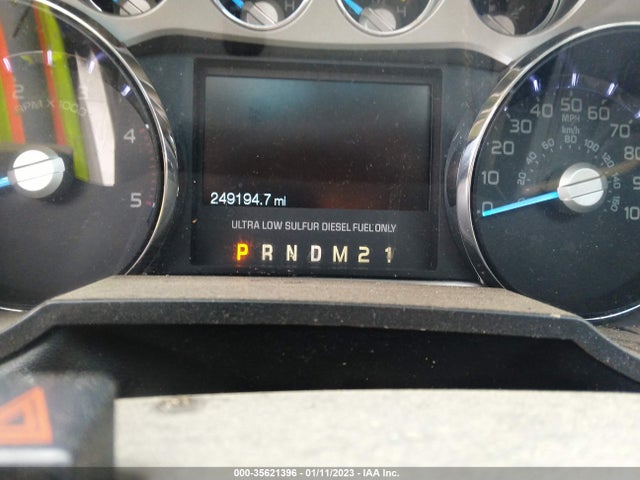 H
H
2
RPM X 1000
4
5
249194.7 mi
ULTRA LOW SULFUR DIESEL FUEL ONLY
P R N D M 2 1
50
MPH
km/h
40 60
30
20
10
0
80
000-35621396 - 01/11/2023 - IAA Inc.